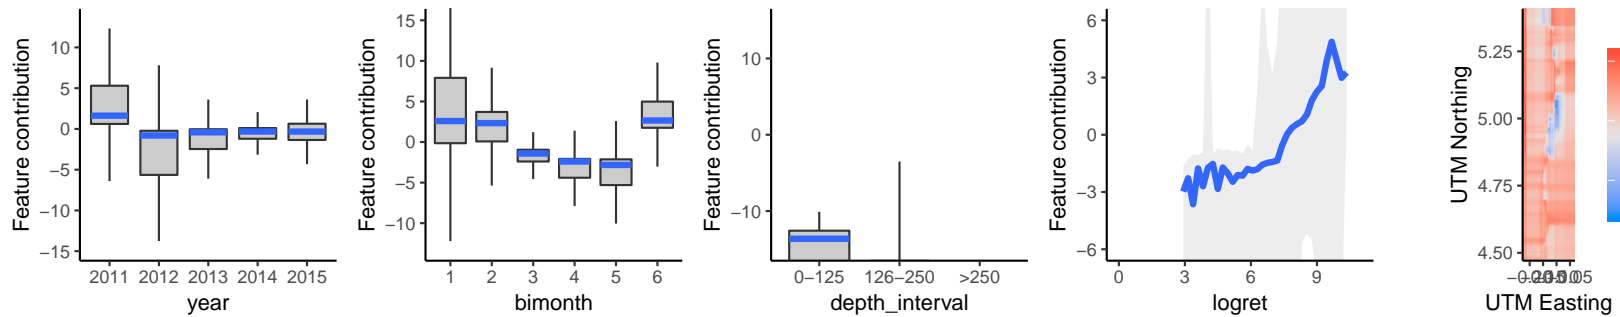 Feature contribution
10
5
0
−5
−10
−15
2011 2012 2013 2014 2015
year
Feature contribution
15
10
5
0
−5
−10
1 2 3 4 5 6
bimonth
Feature contribution
10
0
−10
0−125 126−250 >250
depth_interval
Feature contribution
6
3
0
−3
−6
0 3 6 9
logret
UTM Northing
5.25
5.00
4.75
4.50
UTM Easting